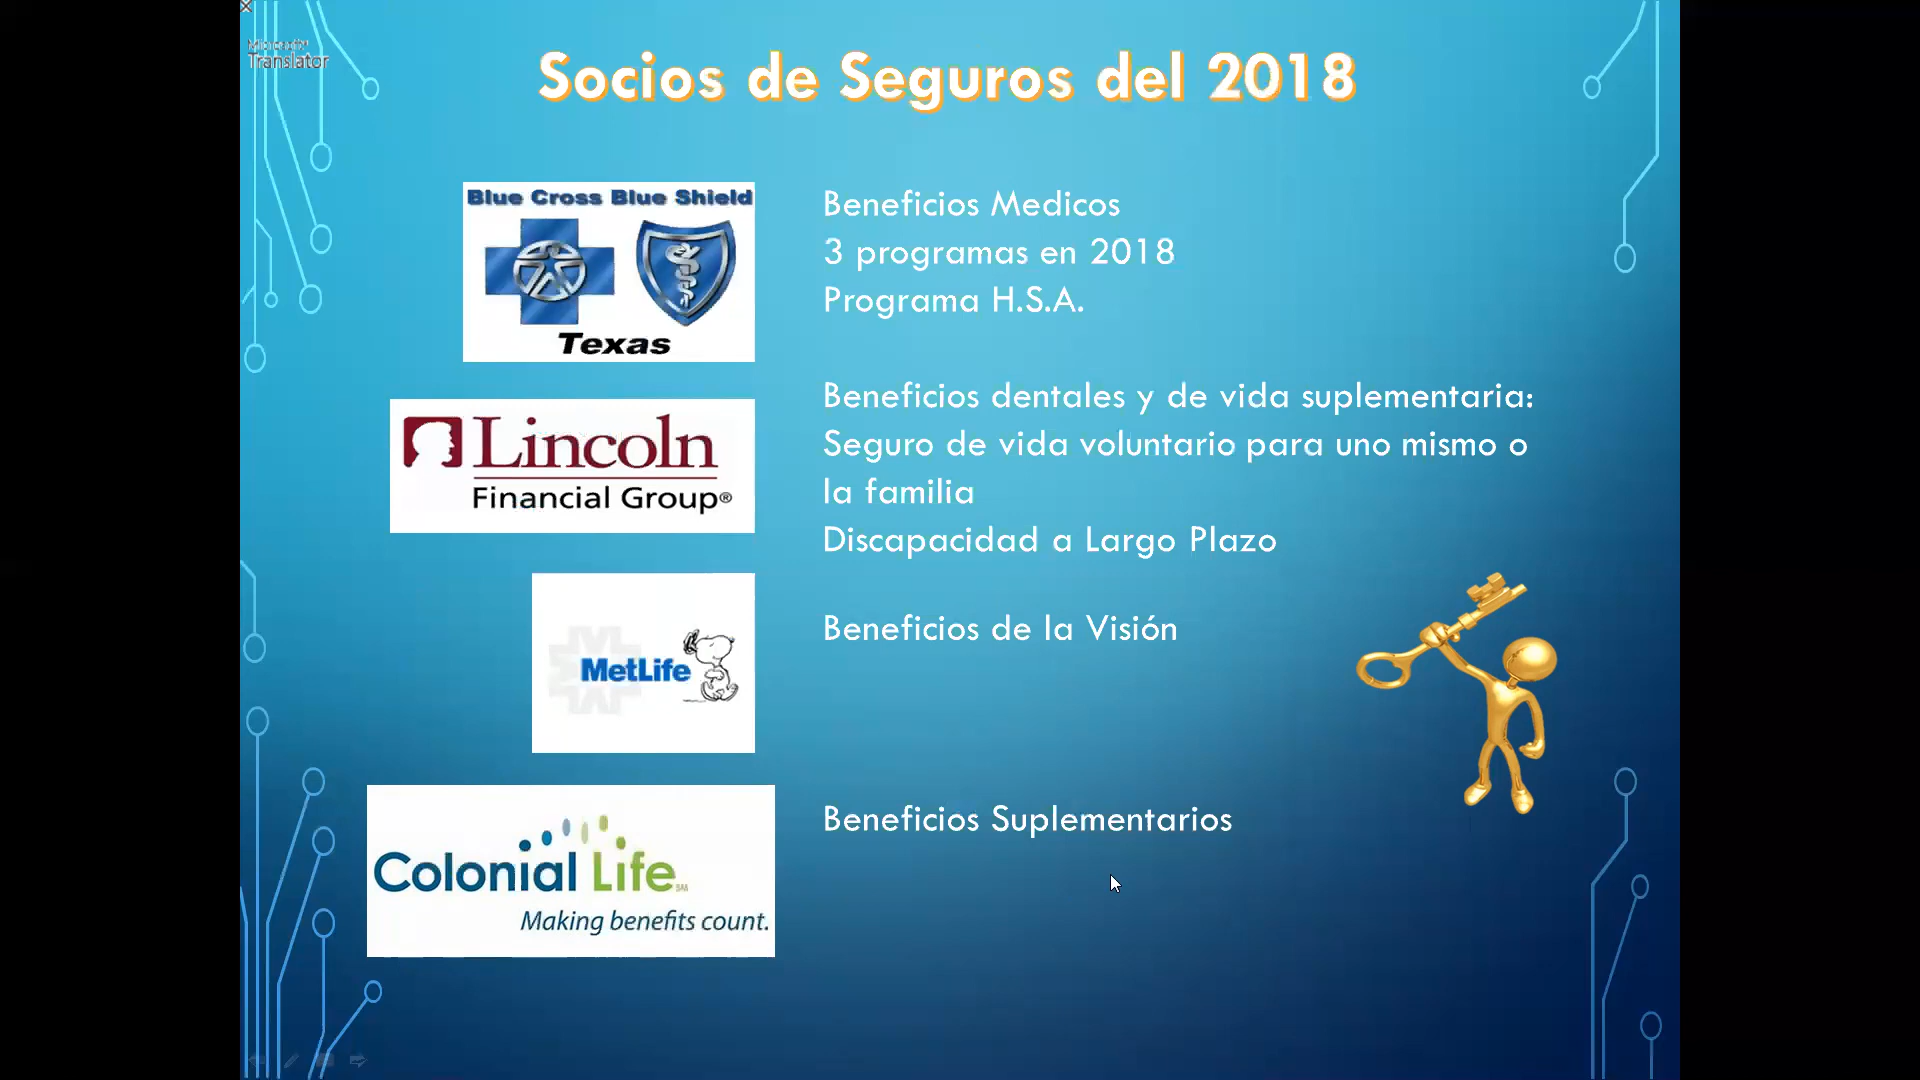 Microsoft
Translator
Socios de Seguros del 2018
Blue Cross Blue Shield
Texas
Beneficios Medicos
3 programas en 2018
Programa H.S.A.
Lincoln
Financial Group®
Beneficios dentales y de vida suplementaria:
Seguro de vida voluntario para uno mismo o
la familia
Discapacidad a Largo Plazo
MetLife
Beneficios de la Visión
Colonial Life SM
Making benefits count.
Beneficios Suplementarios